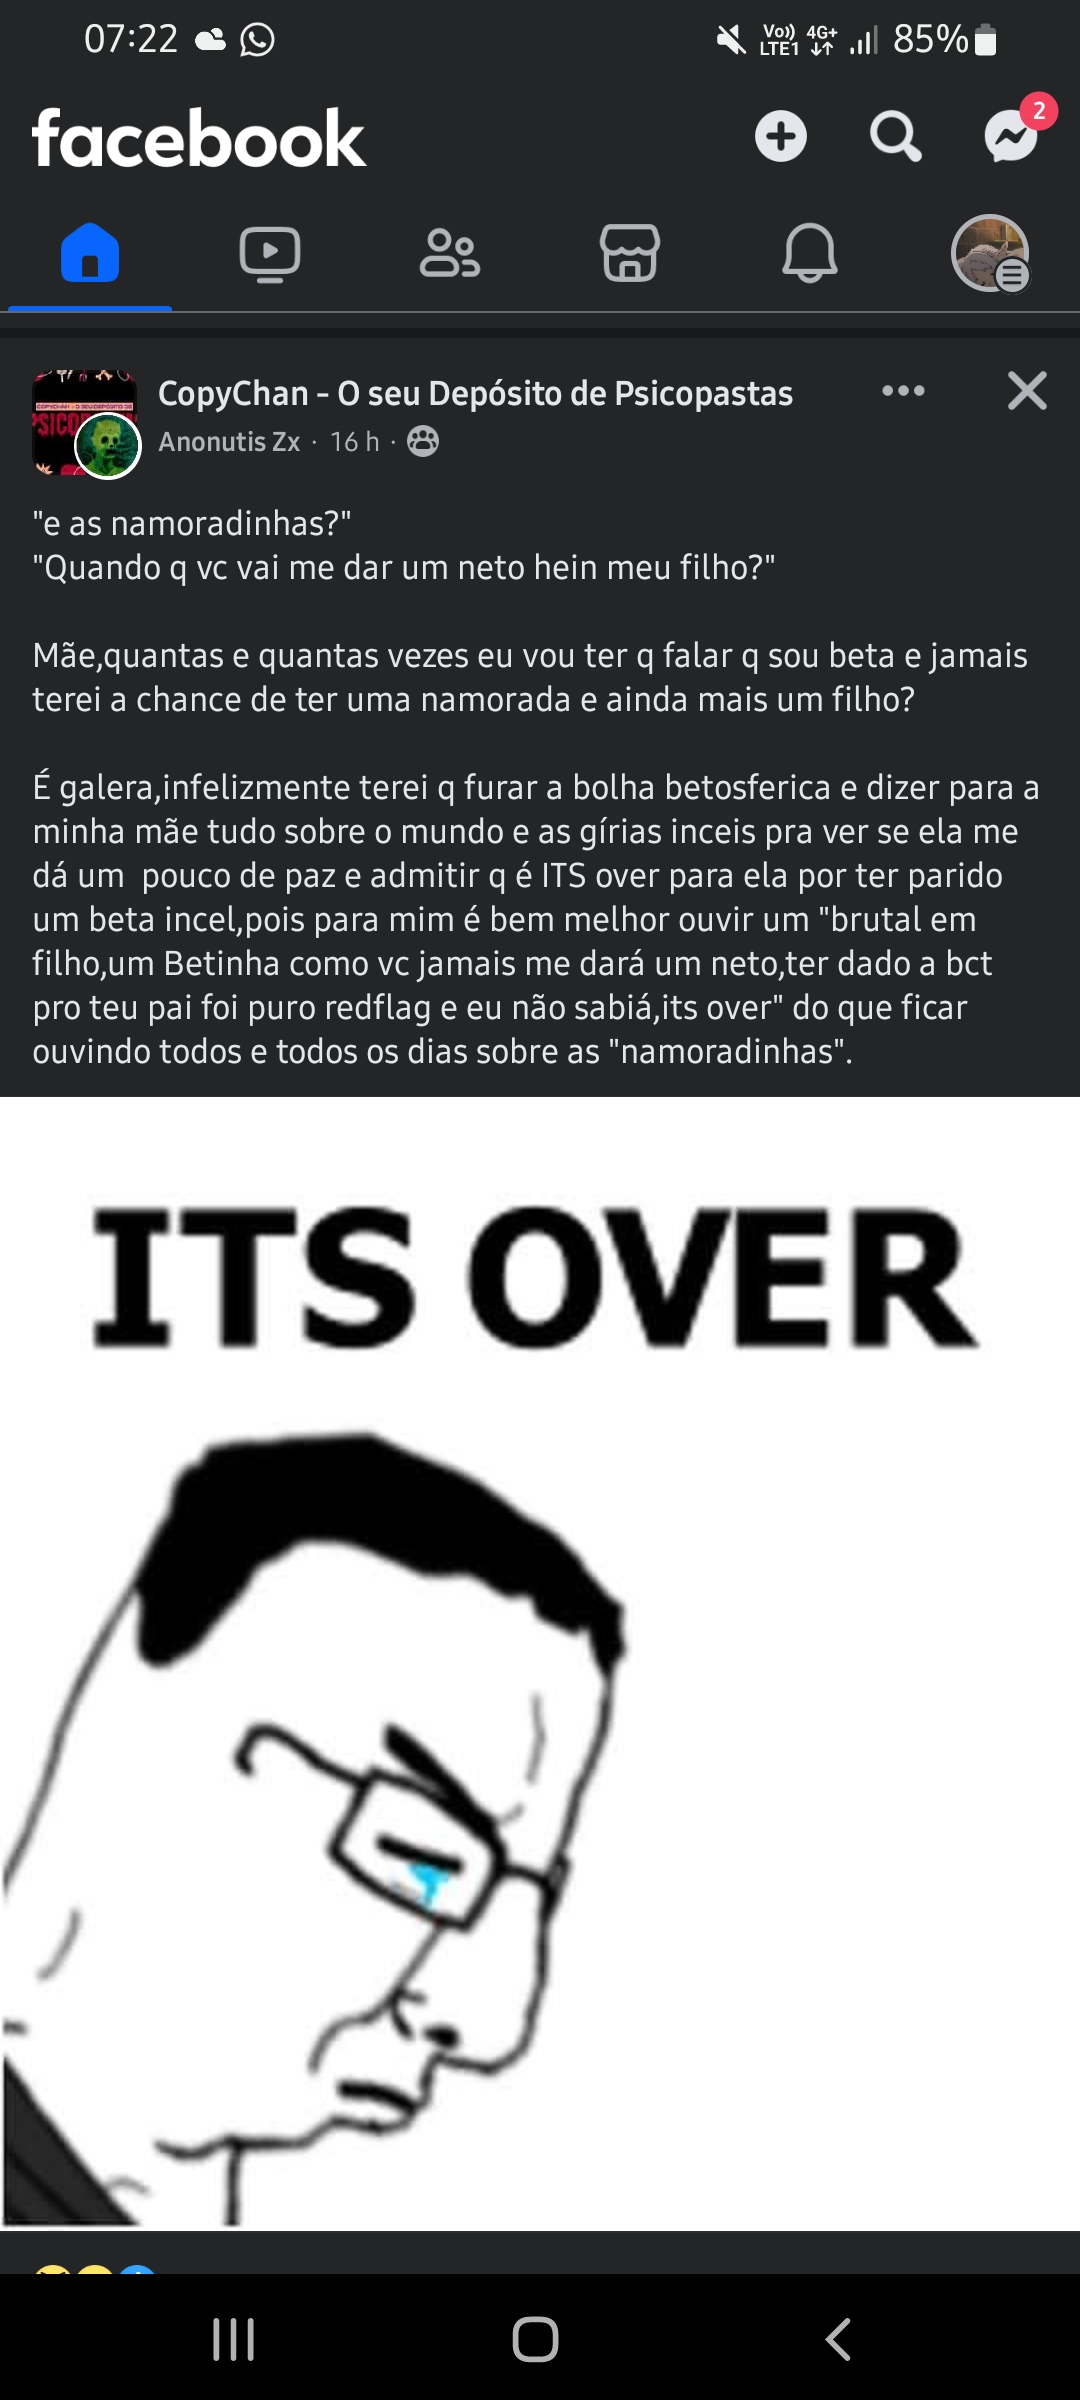 07:22
Vo)) LTE1 4G+ 85%
facebook
2
CopyChan - O seu Depósito de Psicopastas
Anonutis Zx · 16 h ·
"e as namoradinhas?"
"Quando q vc vai me dar um neto hein meu filho?"
Mãe,quantas e quantas vezes eu vou ter q falar q sou beta e jamais
terei a chance de ter uma namorada e ainda mais um filho?
É galera,infelizmente terei q furar a bolha betosferica e dizer para a
minha mãe tudo sobre o mundo e as gírias inceis pra ver se ela me
dá um  pouco de paz e admitir q é ITS over para ela por ter parido
um beta incel,pois para mim é bem melhor ouvir um "brutal em
filho,um Betinha como vc jamais me dará um neto,ter dado a bct
pro teu pai foi puro redflag e eu não sabiá,its over" do que ficar
ouvindo todos e todos os dias sobre as "namoradinhas".
ITS OVER